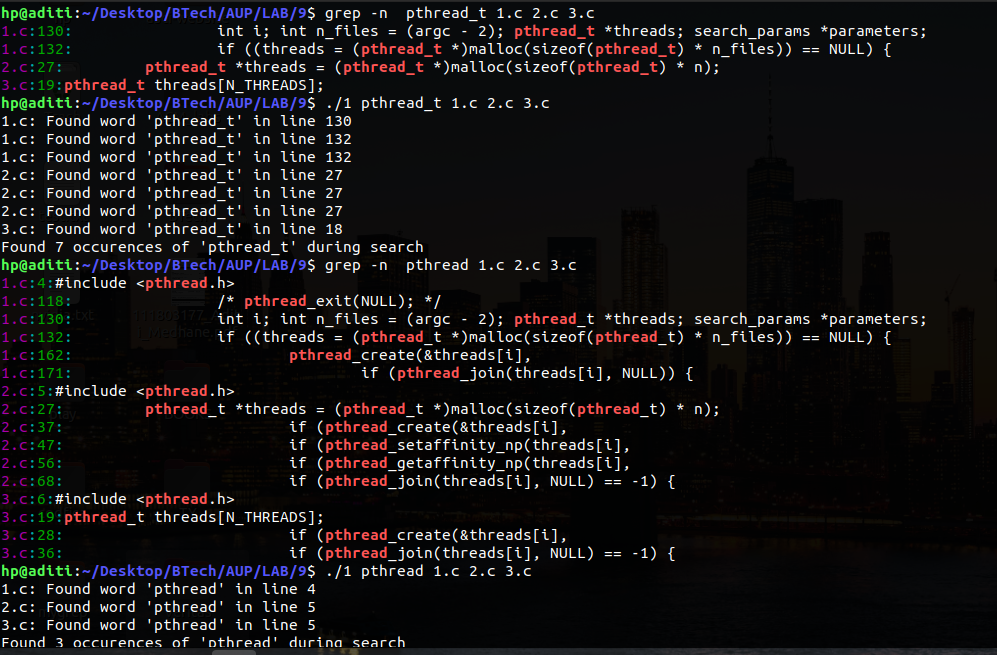 hp@aditi:~/Desktop/BTech/AUP/LAB/9$ grep -n  pthread_t 1.c 2.c 3.c
1.c:130:                int i; int n_files = (argc - 2); pthread_t *threads; search_params *parameters;
1.c:132:                if ((threads = (pthread_t *)malloc(sizeof(pthread_t) * n_files)) == NULL) {
2.c:27:         pthread_t *threads = (pthread_t *)malloc(sizeof(pthread_t) * n);
3.c:19:pthread_t threads[N_THREADS];
hp@aditi:~/Desktop/BTech/AUP/LAB/9$ ./1 pthread_t 1.c 2.c 3.c
1.c: Found word 'pthread_t' in line 130
1.c: Found word 'pthread_t' in line 132
1.c: Found word 'pthread_t' in line 132
2.c: Found word 'pthread_t' in line 27
2.c: Found word 'pthread_t' in line 27
2.c: Found word 'pthread_t' in line 27
3.c: Found word 'pthread_t' in line 18
Found 7 occurences of 'pthread_t' during search
hp@aditi:~/Desktop/BTech/AUP/LAB/9$ grep -n  pthread 1.c 2.c 3.c
1.c:4:#include <pthread.h>
1.c:118:                /* pthread_exit(NULL); */
1.c:130:                int i; int n_files = (argc - 2); pthread_t *threads; search_params *parameters;
1.c:132:                if ((threads = (pthread_t *)malloc(sizeof(pthread_t) * n_files)) == NULL) {
1.c:162:                        pthread_create(&threads[i],
1.c:171:                                if (pthread_join(threads[i], NULL)) {
2.c:5:#include <pthread.h>
2.c:27:         pthread_t *threads = (pthread_t *)malloc(sizeof(pthread_t) * n);
2.c:37:                         if (pthread_create(&threads[i],
2.c:47:                         if (pthread_setaffinity_np(threads[i],
2.c:56:                         if (pthread_getaffinity_np(threads[i],
2.c:68:                         if (pthread_join(threads[i], NULL) == -1) {
3.c:6:#include <pthread.h>
3.c:19:pthread_t threads[N_THREADS];
3.c:28:                         if (pthread_create(&threads[i],
3.c:36:                         if (pthread_join(threads[i], NULL) == -1) {
hp@aditi:~/Desktop/BTech/AUP/LAB/9$ ./1 pthread 1.c 2.c 3.c
1.c: Found word 'pthread' in line 4
2.c: Found word 'pthread' in line 5
3.c: Found word 'pthread' in line 5
Found 3 occurences of 'pthread' during search